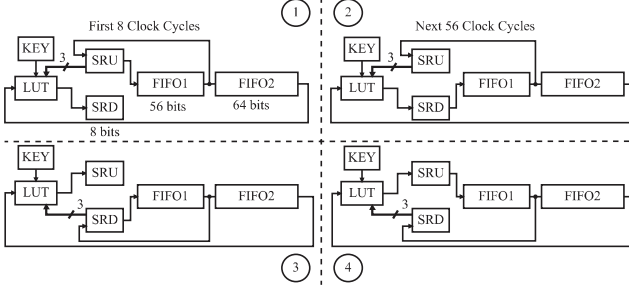 First 8 Clock Cycles
1
KEY
3
SRU
LUT
FIFO1
FIFO2
SRD
56 bits
64 bits
8 bits
2
Next 56 Clock Cycles
KEY
3
SRU
LUT
FIFO1
FIFO2
SRD
KEY
SRU
LUT
FIFO1
FIFO2
3
SRD
3
KEY
SRU
LUT
FIFO1
FIFO2
3
SRD
4